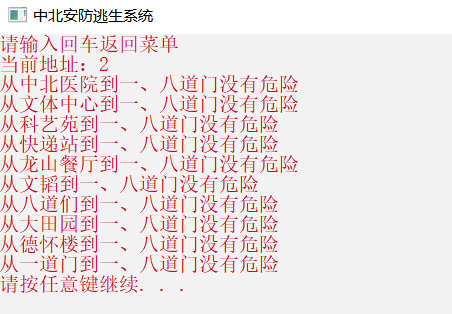 中北安防逃生系统
请输入回车返回菜单
当前地址：2
从中北医院到一、八道门没有危险
从文体中心到一、八道门没有危险
从科艺苑到一、八道门没有危险
从快递站到一、八道门没有危险
从龙山餐厅到一、八道门没有危险
从文韬到一、八道门没有危险
从八道们到一、八道门没有危险
从大田园到一、八道门没有危险
从德怀楼到一、八道门没有危险
从一道门到一、八道门没有危险
请按任意键继续. . .